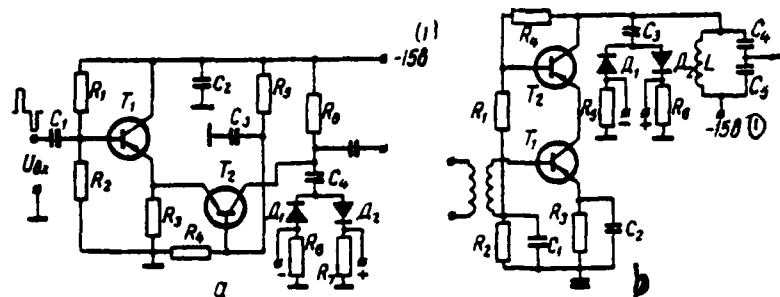 (1)
-15В
R₁
T₁
C₂
R₅
R₈
C₁
C₃
Uвх
R₂
T₂
R₃
R₄
C₄
Д₁
Д₂
R₆
R₇
-
+
а
R₄
C₃
T₂
Д₁
Д₂
L
C₄
C₅
R₁
R₅
R₆
-
+
-15В ①
T₁
R₂
C₁
R₃
C₂
b